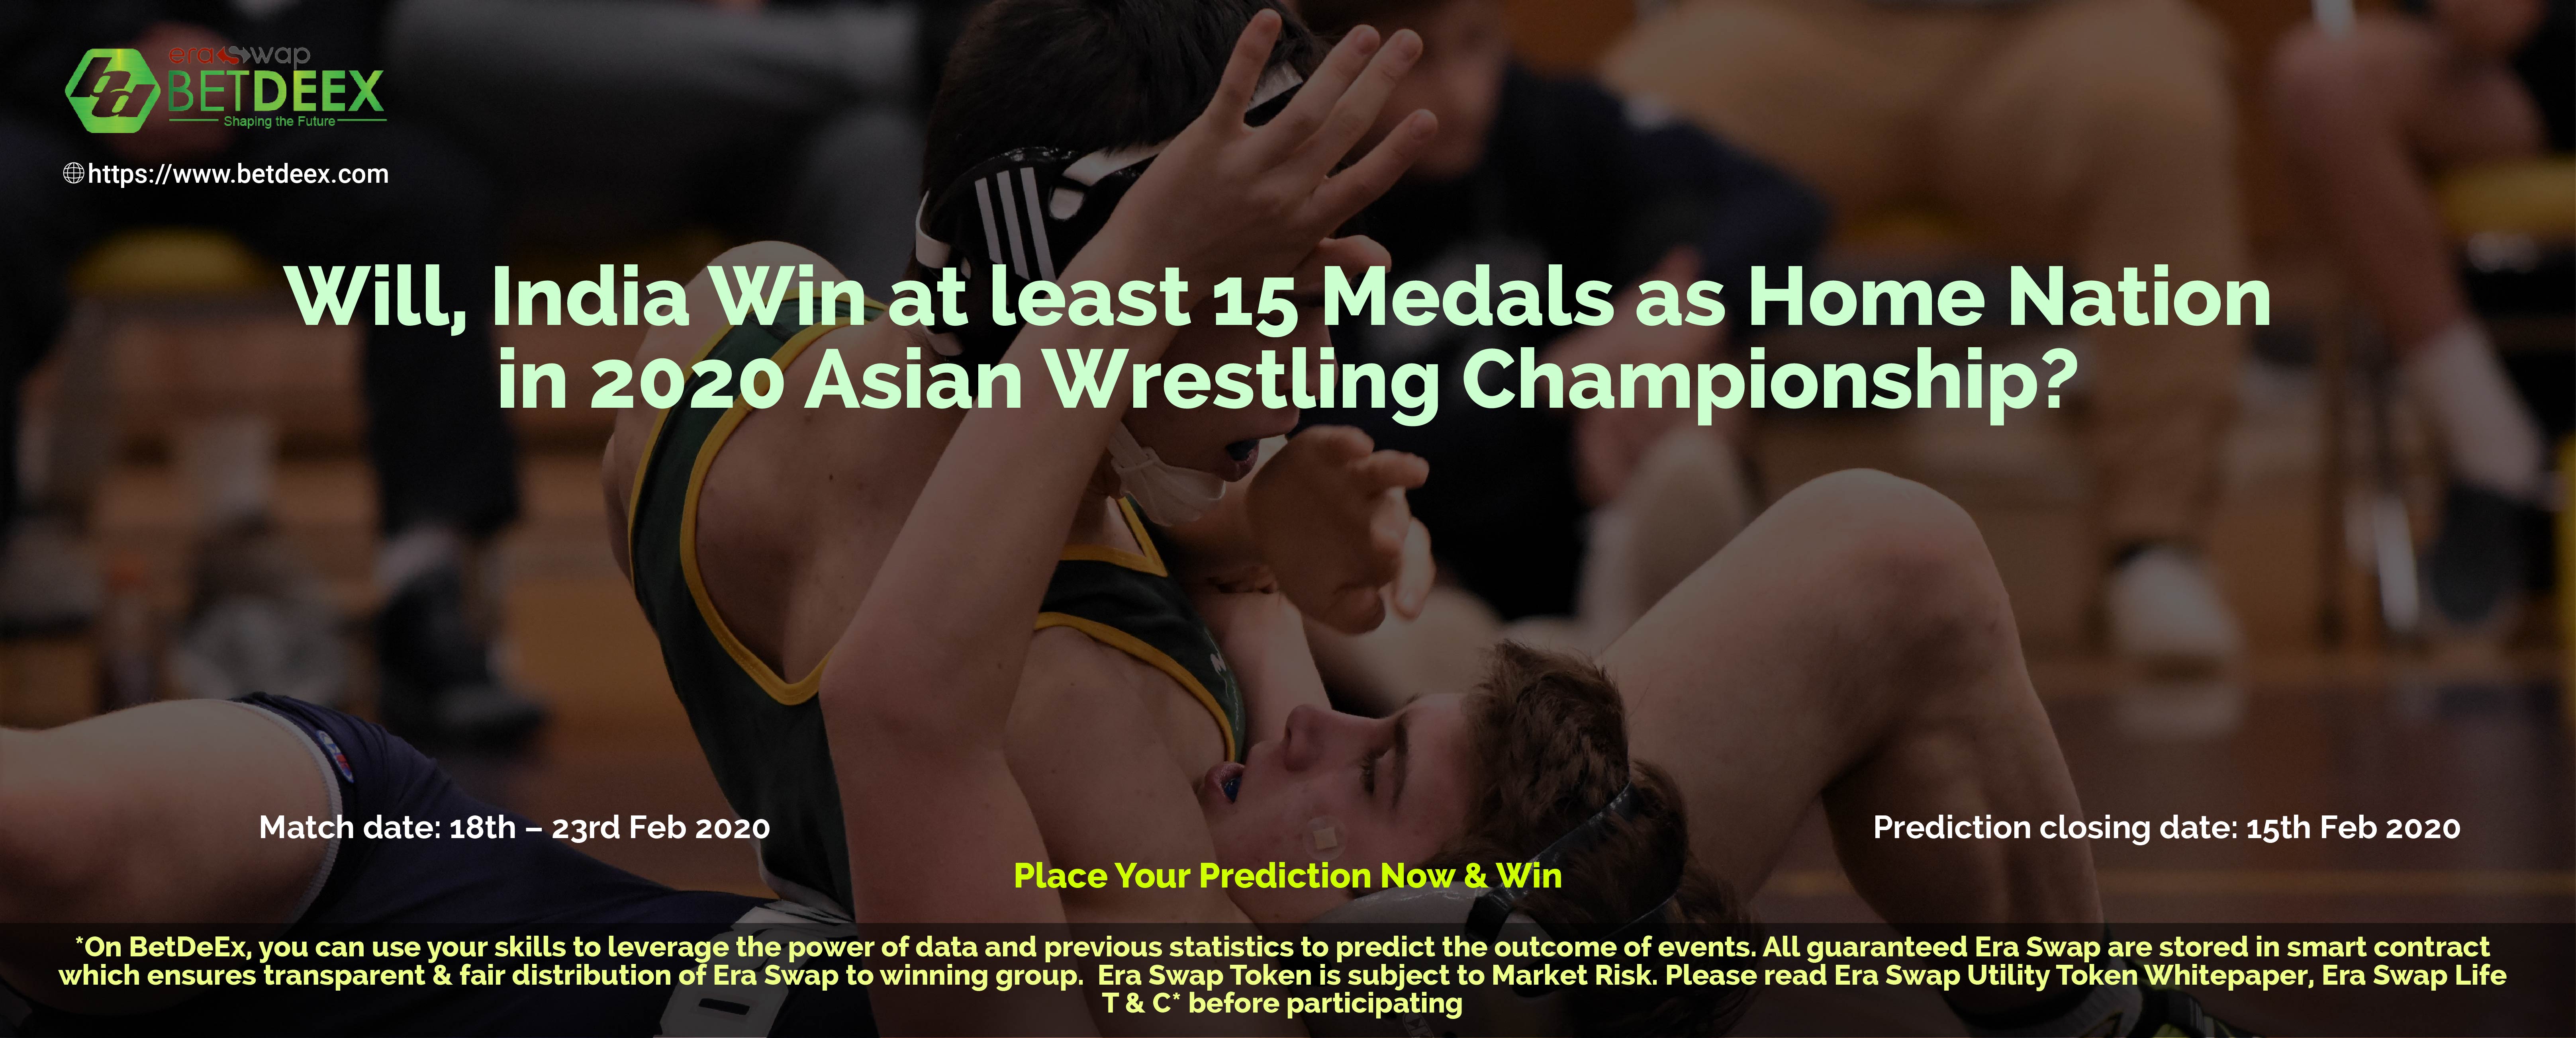 era swap
BETDEEX
Shaping the Future
https://www.betdeex.com
Will, India Win at least 15 Medals as Home Nation
in 2020 Asian Wrestling Championship?
Match date: 18th – 23rd Feb 2020
Prediction closing date: 15th Feb 2020
Place Your Prediction Now & Win
*On BetDeEx, you can use your skills to leverage the power of data and previous statistics to predict the outcome of events. All guaranteed Era Swap are stored in smart contract
which ensures transparent & fair distribution of Era Swap to winning group.  Era Swap Token is subject to Market Risk. Please read Era Swap Utility Token Whitepaper, Era Swap Life
T & C* before participating